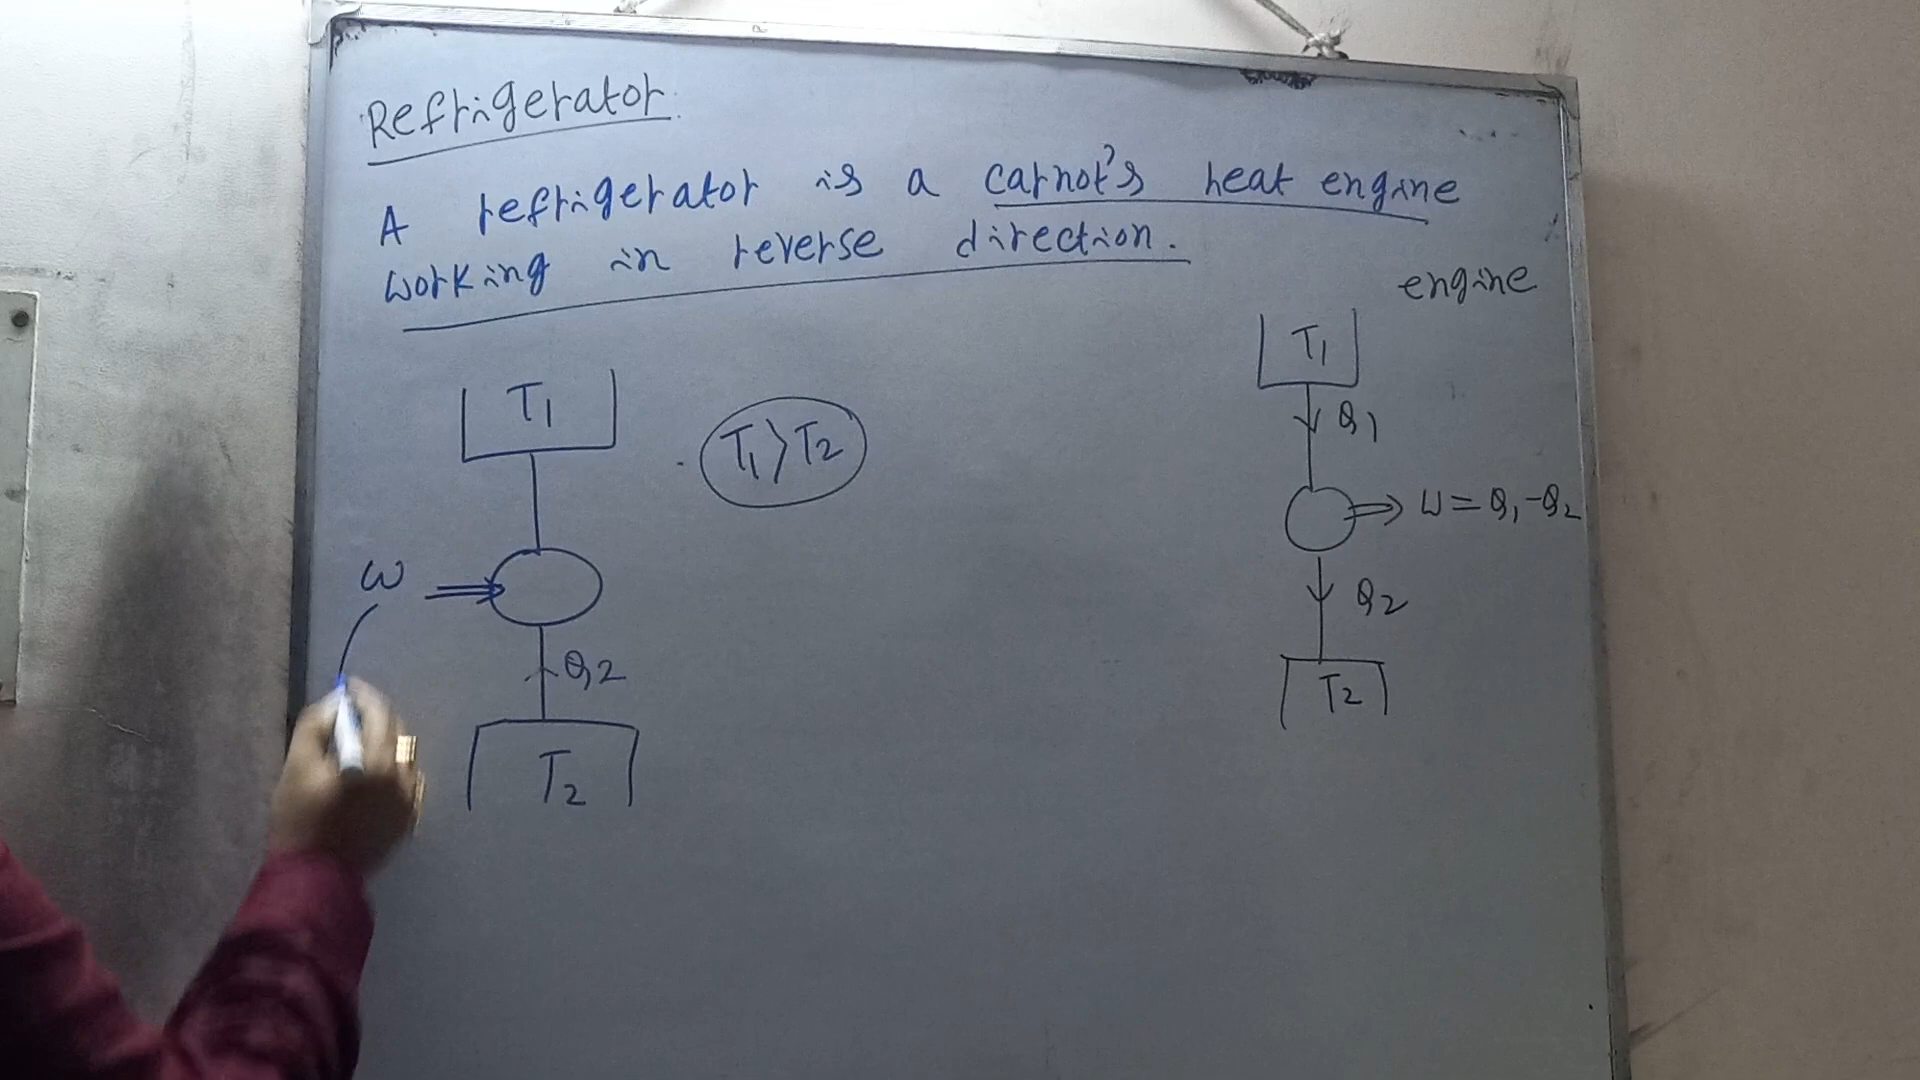 Refrigerator
A refrigerator is a carnot's heat engine
working in reverse direction.
engine
T1
T1
T1>T2
Q1
W
W = Q1-Q2
Q2
Q2
T2
T2